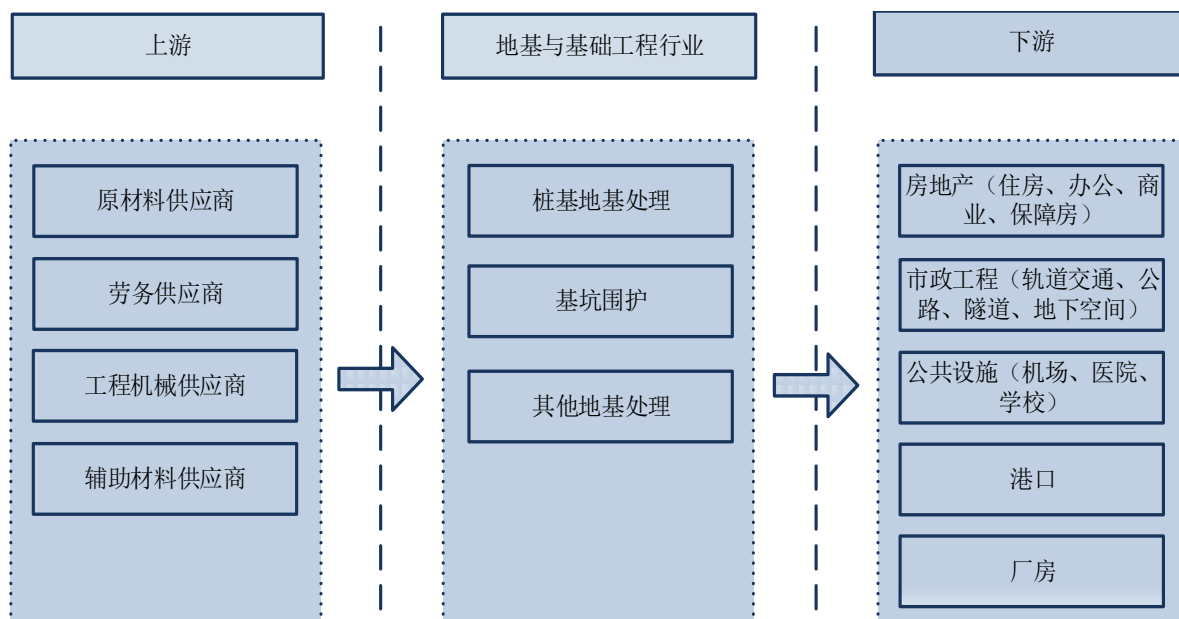 上游
地基与基础工程行业
下游
原材料供应商
劳务供应商
工程机械供应商
辅助材料供应商
桩基地基处理
基坑围护
其他地基处理
房地产（住房、办公、商
业、保障房）
市政工程（轨道交通、公
路、隧道、地下空间）
公共设施（机场、医院、
学校）
港口
厂房